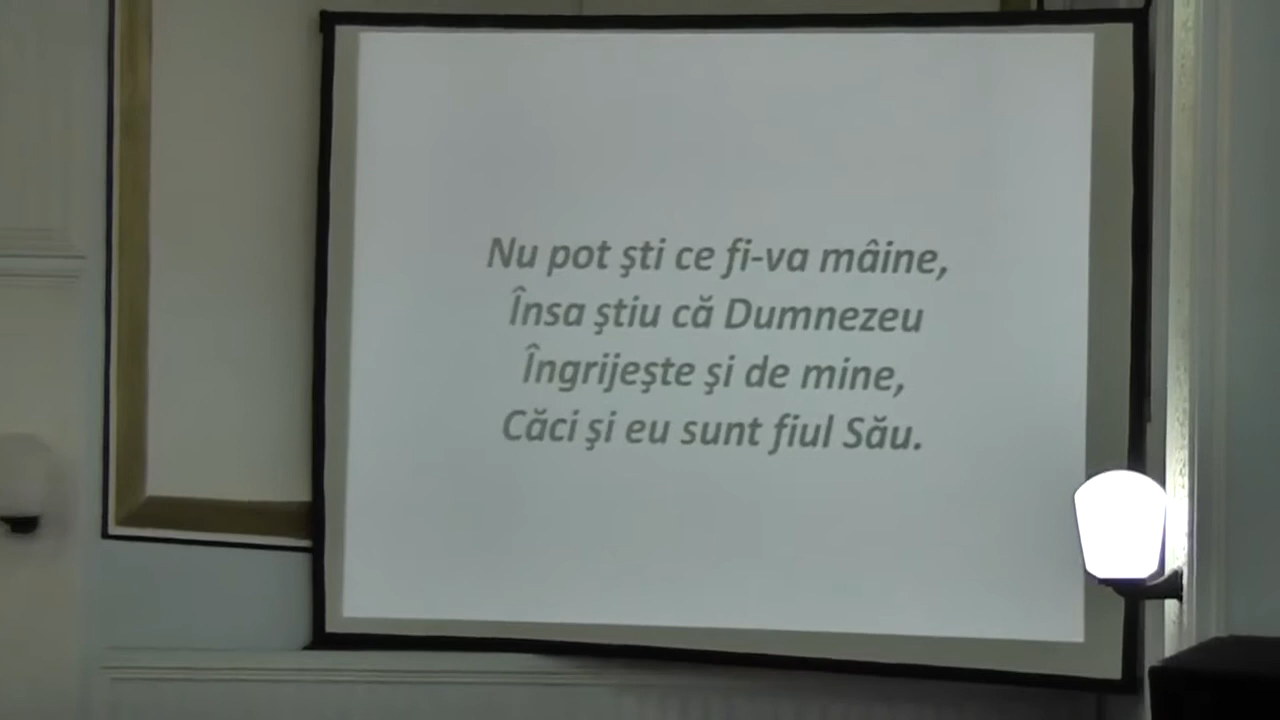 Nu pot şti ce fi-va mâine,
Însa ştiu că Dumnezeu
Îngrijeşte şi de mine,
Căci şi eu sunt fiul Său.